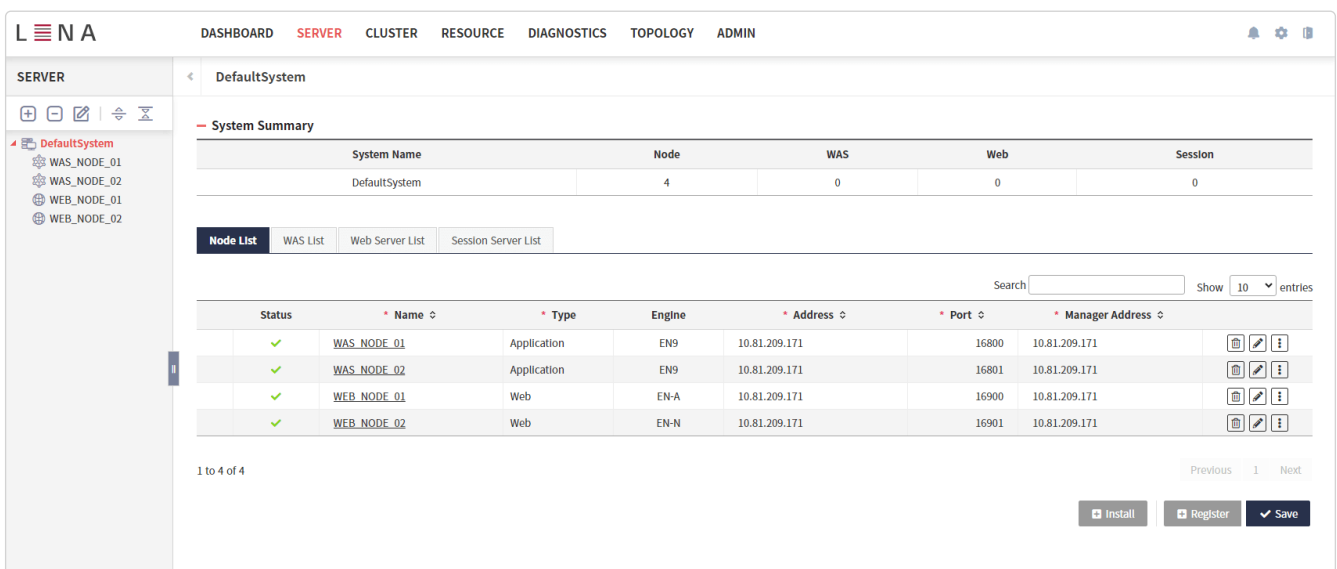 LENA
DASHBOARD SERVER CLUSTER RESOURCE DIAGNOSTICS TOPOLOGY ADMIN
SERVER
DefaultSystem
DefaultSystem
WAS_NODE_01
WAS_NODE_02
WEB_NODE_01
WEB_NODE_02
System Summary
System Name Node WAS Web Session
DefaultSystem 4 0 0 0
Node List WAS List Web Server List Session Server List
Search Show 10 entries
Status * Name * Type Engine * Address * Port * Manager Address
WAS_NODE_01 Application EN9 10.81.209.171 16800 10.81.209.171
WAS_NODE_02 Application EN9 10.81.209.171 16801 10.81.209.171
WEB_NODE_01 Web EN-A 10.81.209.171 16900 10.81.209.171
WEB_NODE_02 Web EN-N 10.81.209.171 16901 10.81.209.171
1 to 4 of 4
Previous 1 Next
Install Register Save